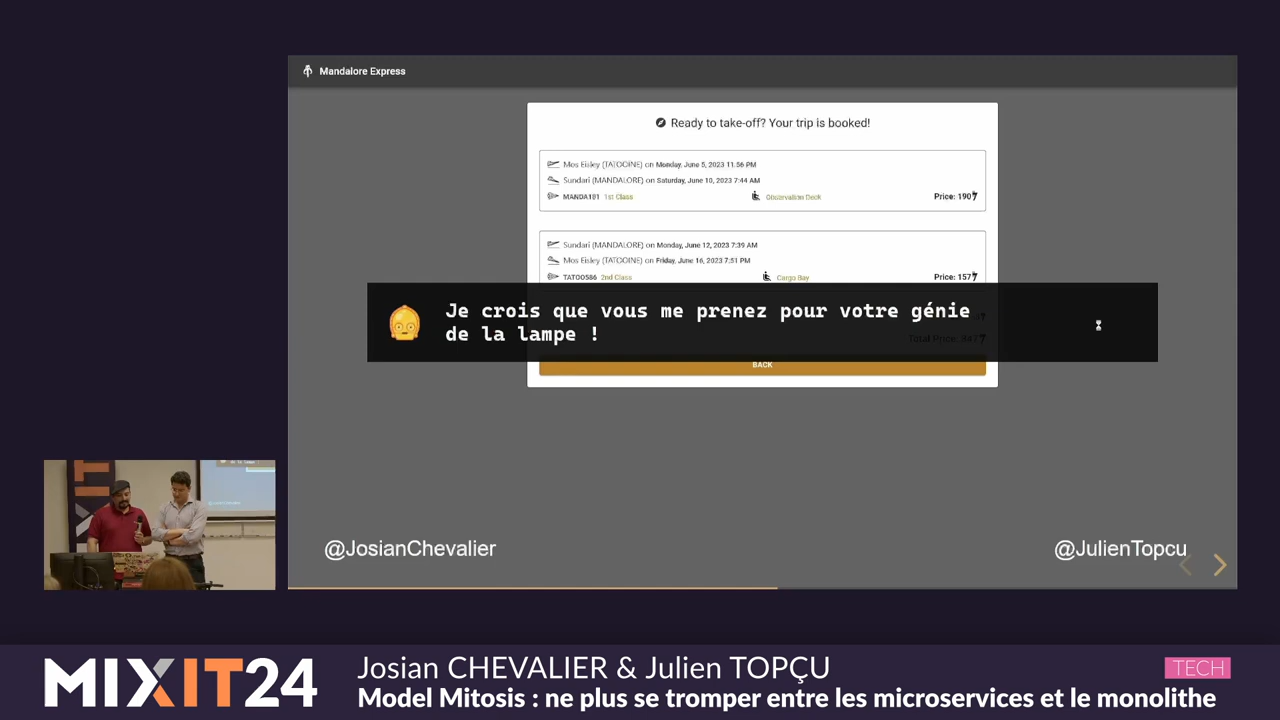 Mandalore Express
Ready to take-off? Your trip is booked!
Mos Eisley (TATOOINE) on Monday, June 5, 2023 11:56 PM
Sundari (MANDALORE) on Saturday, June 10, 2023 7:44 AM
MANDA181 1st Class Observation Deck Price: 190
Sundari (MANDALORE) on Monday, June 12, 2023 7:39 AM
Mos Eisley (TATOOINE) on Friday, June 16, 2023 7:51 PM
TATOO586 2nd Class Cargo Bay Price: 157
Je crois que vous me prenez pour votre génie
de la lampe !
Total Price:
BACK
@JosianChevalier
@JulienTopcu
MIXIT
MIXIT24
Josian CHEVALIER & Julien TOPÇU
TECH
Model Mitosis : ne plus se tromper entre les microservices et le monolithe